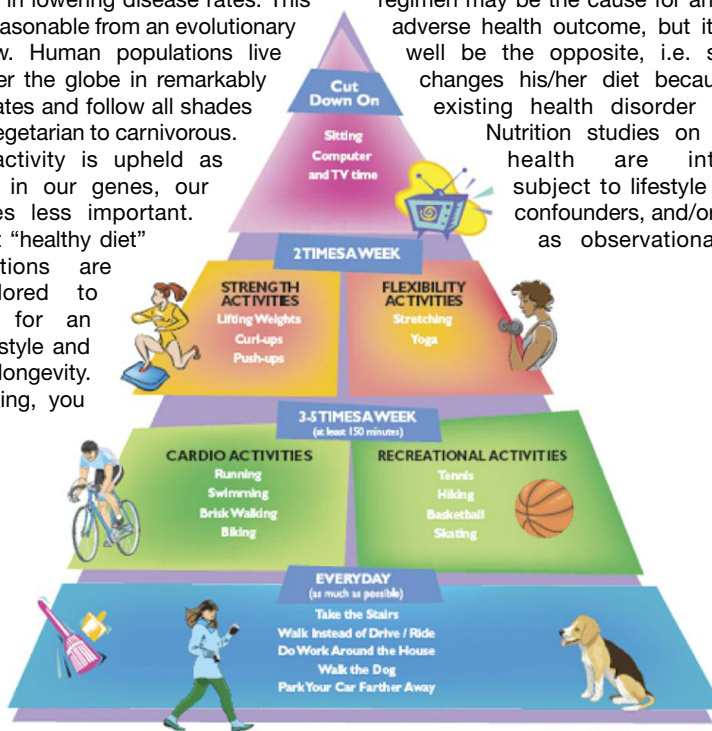 in lowering disease rates. This
easonable from an evolutionary
w. Human populations live
er the globe in remarkably
ates and follow all shades
egetarian to carnivorous.
activity is upheld as
in our genes, our
es less important.
“healthy diet”
tions are
lored to
for an
style and
longevity.
ing, you
regimen may be the cause for an
adverse health outcome, but it
well be the opposite, i.e. s
changes his/her diet becau
existing health disorder
Nutrition studies on
health are int
subject to lifestyle
confounders, and/or
as observationa
Cut
Down On
Sitting
Computer
and TV time
2 TIMES A WEEK
STRENGTH
ACTIVITIES
Lifting Weights
Curl-ups
Push-ups
FLEXIBILITY
ACTIVITIES
Stretching
Yoga
3-5 TIMES A WEEK
(at least 150 minutes)
CARDIO ACTIVITIES
Running
Swimming
Brisk Walking
Biking
RECREATIONAL ACTIVITIES
Tennis
Hiking
Basketball
Skating
EVERYDAY
(as much as possible)
Take the Stairs
Walk Instead of Drive / Ride
Do Work Around the House
Walk the Dog
Park Your Car Farther Away